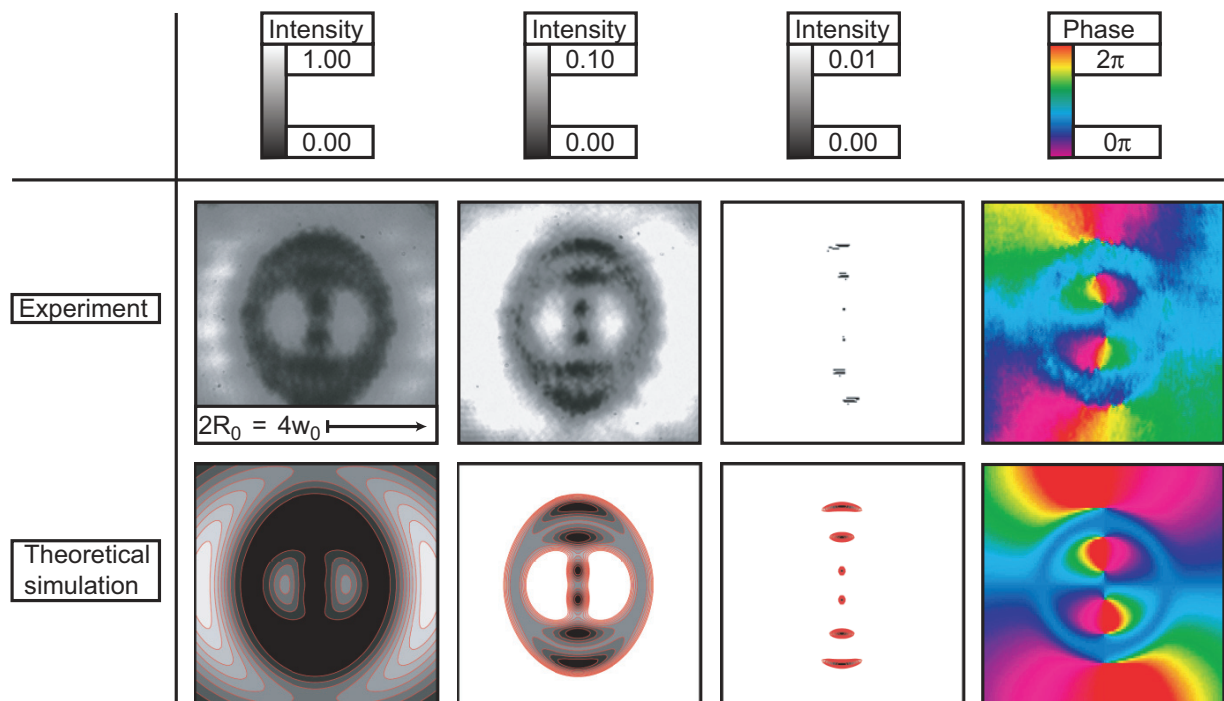 Intensity
1.00
0.00
Intensity
0.10
0.00
Intensity
0.01
0.00
Phase
2π
0π
Experiment
2R₀ = 4w₀
Theoretical
simulation